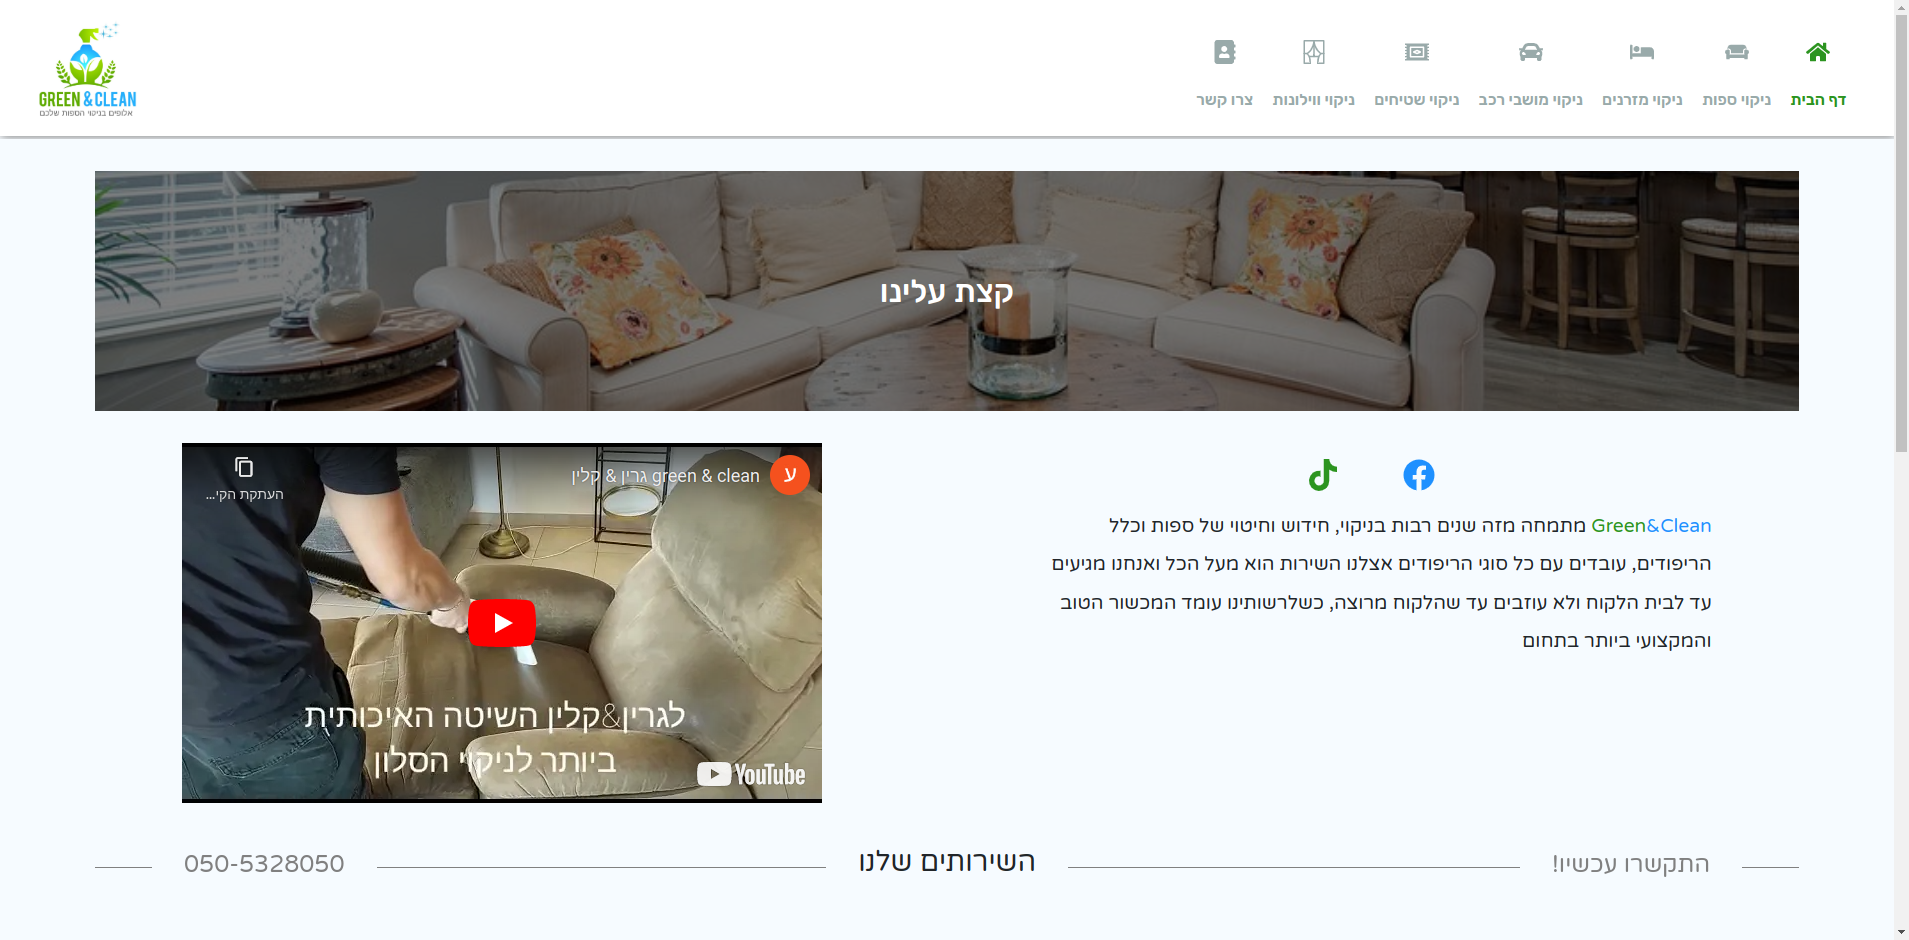 GREEN & CLEAN
אלופים בניקוי הספות שלכם
דף הבית
ניקוי ספות
ניקוי מזרנים
ניקוי מושבי רכב
ניקוי שטיחים
ניקוי ווילונות
צרו קשר
קצת עלינו
Green&Clean מתמחה מזה שנים רבות בניקוי, חידוש וחיטוי של ספות וכלל
הריפודים, עובדים עם כל סוגי הריפודים אצלנו השירות הוא מעל הכל ואנחנו מגיעים
עד לבית הלקוח ולא עוזבים עד שהלקוח מרוצה, כשלרשותינו עומד המכשור הטוב
והמקצועי ביותר בתחום
ע
green & clean גרין & קלין
העתקת הקי...
לגרין&קלין השיטה האיכותית
ביותר לניקוי הסלון
YouTube
התקשרו עכשיו!
השירותים שלנו
050-5328050